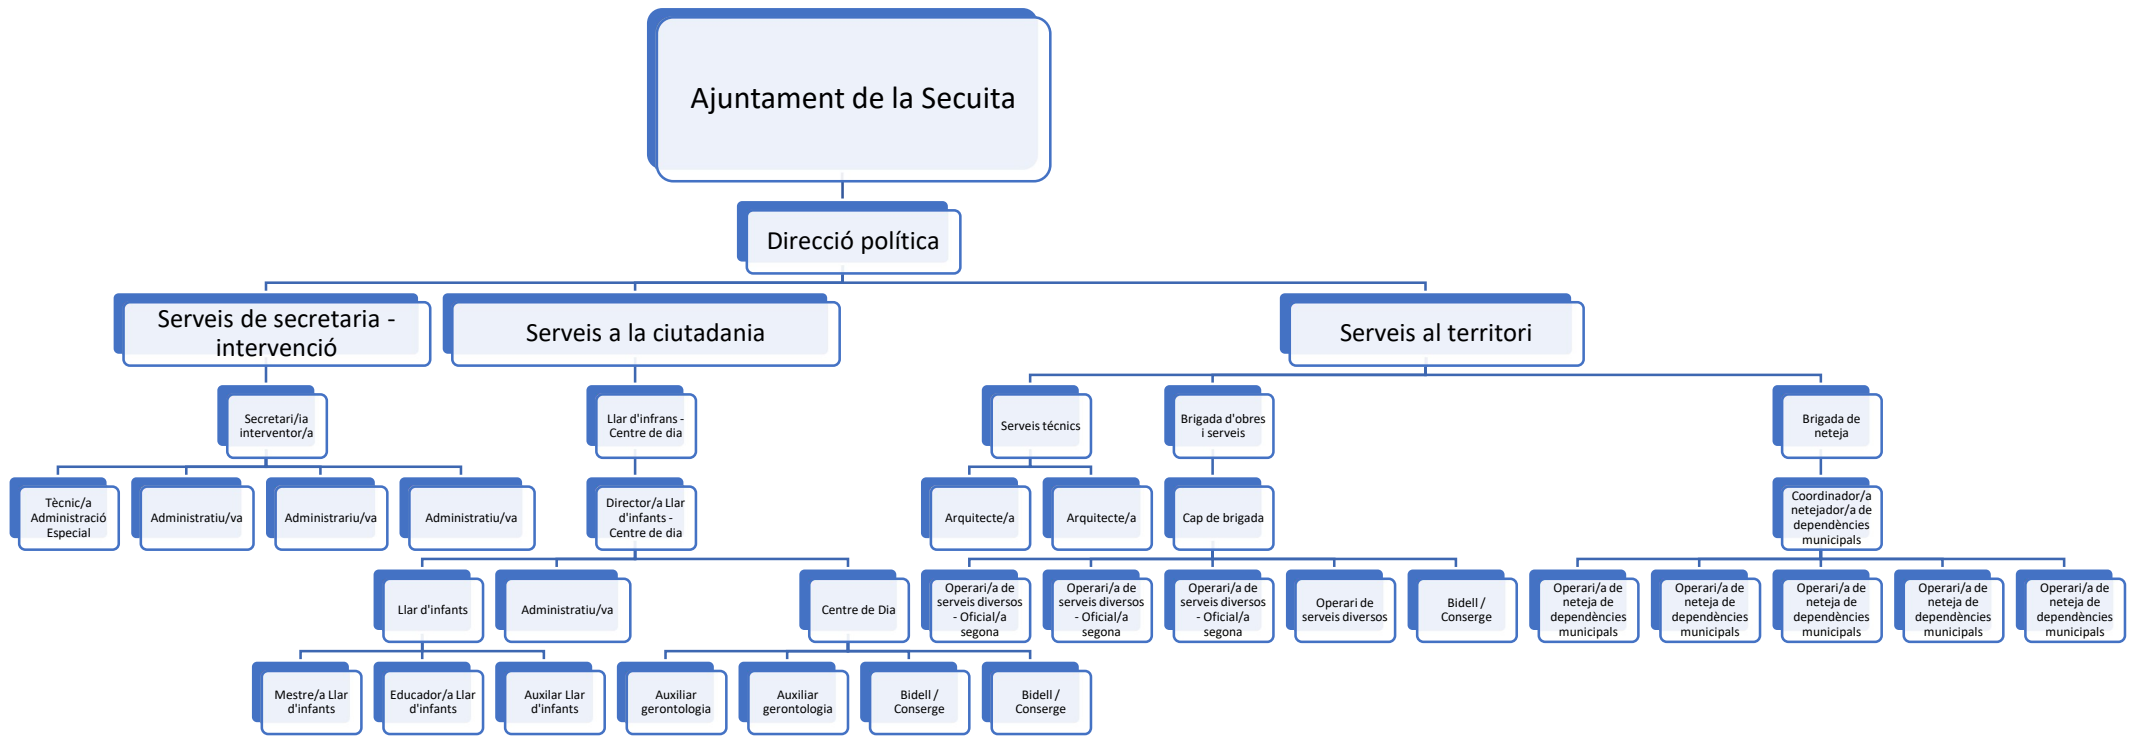 Ajuntament de la Secuita
Direcció política
Serveis de secretaria -
intervenció
Serveis a la ciutadania
Serveis al territori
Secretari/ia
interventor/a
Llar d'infrans -
Centre de dia
Serveis técnics
Brigada d'obres
i serveis
Brigada de
neteja
Tècnic/a
Administració
Especial
Administratiu/va
Administrariu/va
Administratiu/va
Director/a Llar
d'infants -
Centre de dia
Arquitecte/a
Arquitecte/a
Cap de brigada
Coordinador/a
netejador/a de
dependències
municipals
Llar d'infants
Administratiu/va
Centre de Dia
Operari/a de
serveis diversos
- Oficial/a
segona
Operari/a de
serveis diversos
- Oficial/a
segona
Operari/a de
serveis diversos
- Oficial/a
segona
Operari de
serveis diversos
Bidell /
Conserge
Operari/a de
neteja de
dependències
municipals
Operari/a de
neteja de
dependències
municipals
Operari/a de
neteja de
dependències
municipals
Operari/a de
neteja de
dependències
municipals
Operari/a de
neteja de
dependències
municipals
Mestre/a Llar
d'infants
Educador/a Llar
d'infants
Auxilar Llar
d'infants
Auxiliar
gerontologia
Auxiliar
gerontologia
Bidell /
Conserge
Bidell /
Conserge